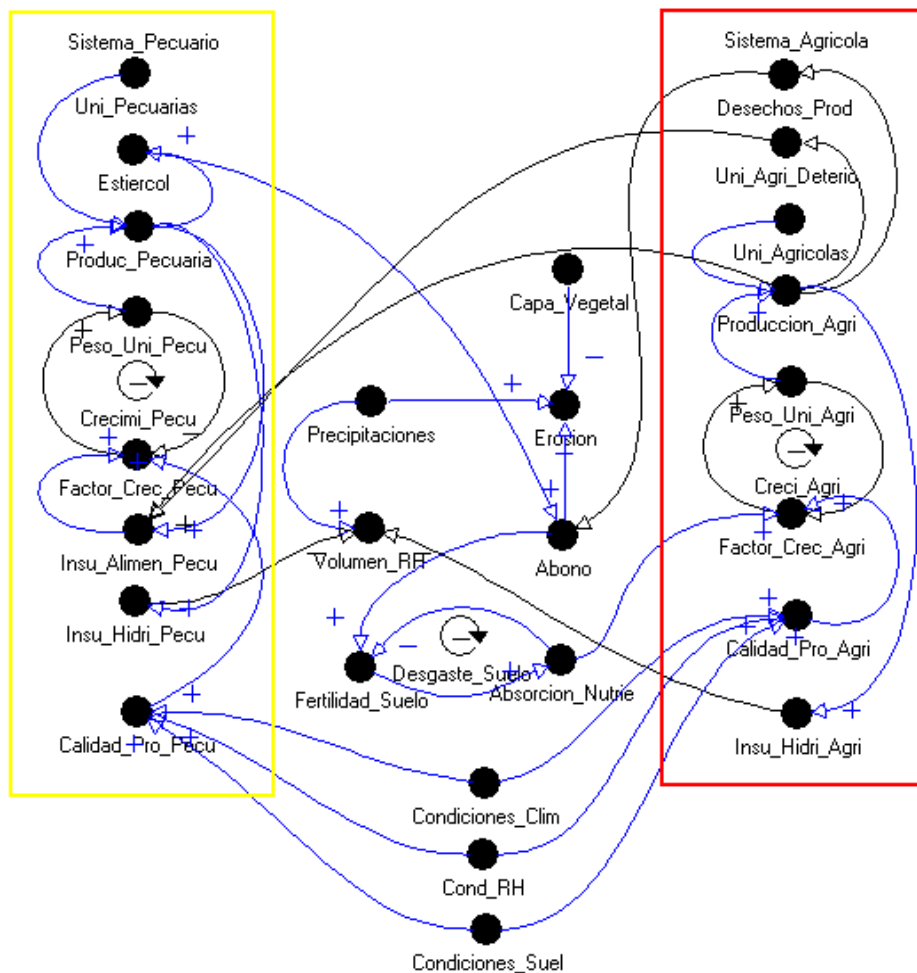 Sistema_Pecuario
Uni_Pecuarias
+
Estiercol
Produc_Pecuaria
+
Peso_Uni_Pecu
+
−
Crecimi_Pecu
+
−
+
Factor_Crec_Pecu
+
+
Insu_Alimen_Pecu
Insu_Hidri_Pecu
+
+
Calidad_Pro_Pecu
+
+
Capa_Vegetal
−
Precipitaciones
+
Erosion
+
+
+
−
Volumen_RH
Abono
+
−
−
Desgaste_Suelo
+
Fertilidad_Suelo
Absorcion_Nutrie
Condiciones_Clim
Cond_RH
Condiciones_Suel
Sistema_Agricola
Desechos_Prod
Uni_Agri_Deterio
Uni_Agricolas
+
Produccion_Agri
+
Peso_Uni_Agri
−
Creci_Agri
+
+
Factor_Crec_Agri
+
+
+
Calidad_Pro_Agri
+
Insu_Hidri_Agri